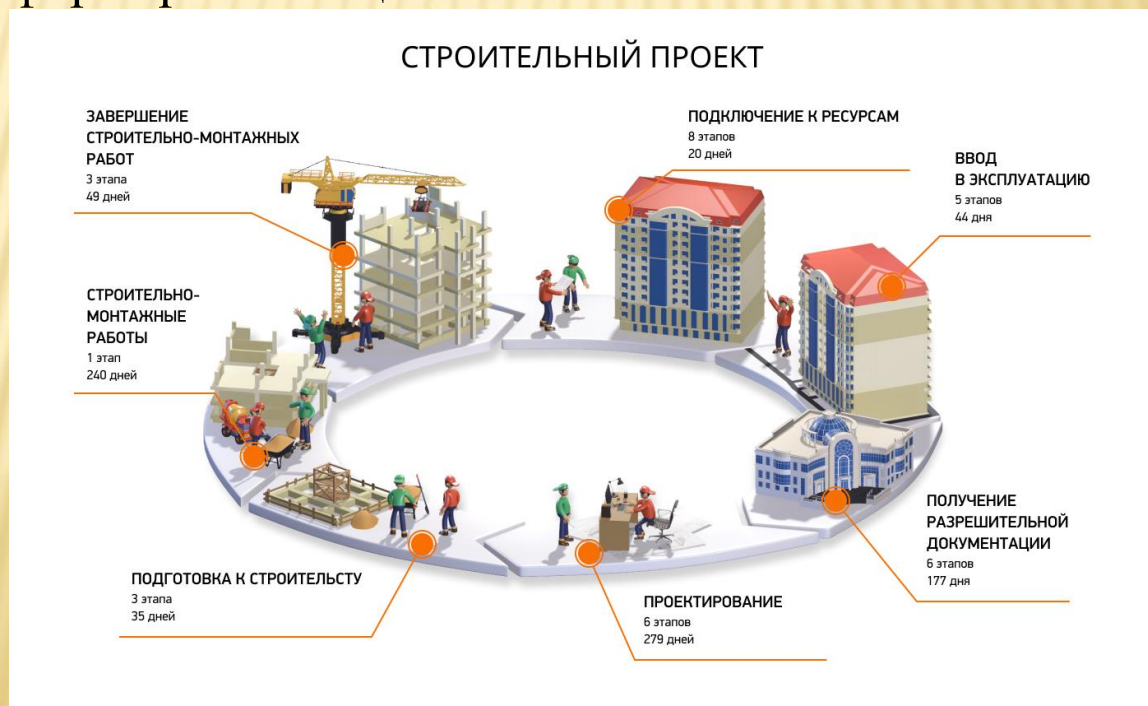 СТРОИТЕЛЬНЫЙ ПРОЕКТ
ЗАВЕРШЕНИЕ
СТРОИТЕЛЬНО-МОНТАЖНЫХ
РАБОТ
3 этапа
49 дней
ПОДКЛЮЧЕНИЕ К РЕСУРСАМ
8 этапов
20 дней
ВВОД
В ЭКСПЛУАТАЦИЮ
5 этапов
44 дня
СТРОИТЕЛЬНО-
МОНТАЖНЫЕ
РАБОТЫ
1 этап
240 дней
ПОЛУЧЕНИЕ
РАЗРЕШИТЕЛЬНОЙ
ДОКУМЕНТАЦИИ
6 этапов
177 дня
ПОДГОТОВКА К СТРОИТЕЛЬСТУ
3 этапа
35 дней
ПРОЕКТИРОВАНИЕ
6 этапов
279 дней